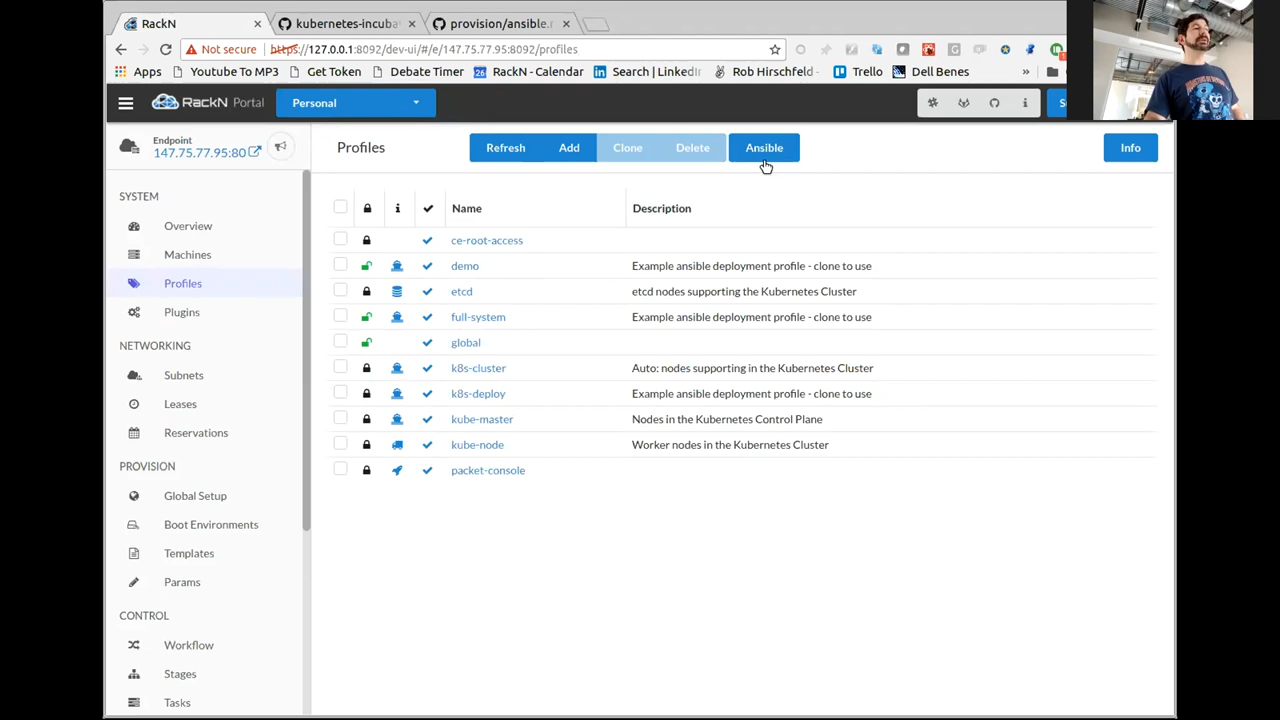 RackN
kubernetes-incuba
provision/ansible.r
Not secure https://127.0.0.1:8092/dev-ui/#/e/147.75.77.95:8092/profiles
Apps YouTube To MP3 Get Token Debate Timer RackN - Calendar Search | LinkedIn Rob Hirschfeld - Trello Dell Benes »
RackN Portal Personal
Endpoint
147.75.77.95:80
Profiles Refresh Add Clone Delete Ansible Info
SYSTEM
Overview
Machines
Profiles
Plugins
NETWORKING
Subnets
Leases
Reservations
PROVISION
Global Setup
Boot Environments
Templates
Params
CONTROL
Workflow
Stages
Tasks
Name Description
ce-root-access
demo Example ansible deployment profile - clone to use
etcd etcd nodes supporting the Kubernetes Cluster
full-system Example ansible deployment profile - clone to use
global
k8s-cluster Auto: nodes supporting in the Kubernetes Cluster
k8s-deploy Example ansible deployment profile - clone to use
kube-master Nodes in the Kubernetes Control Plane
kube-node Worker nodes in the Kubernetes Cluster
packet-console